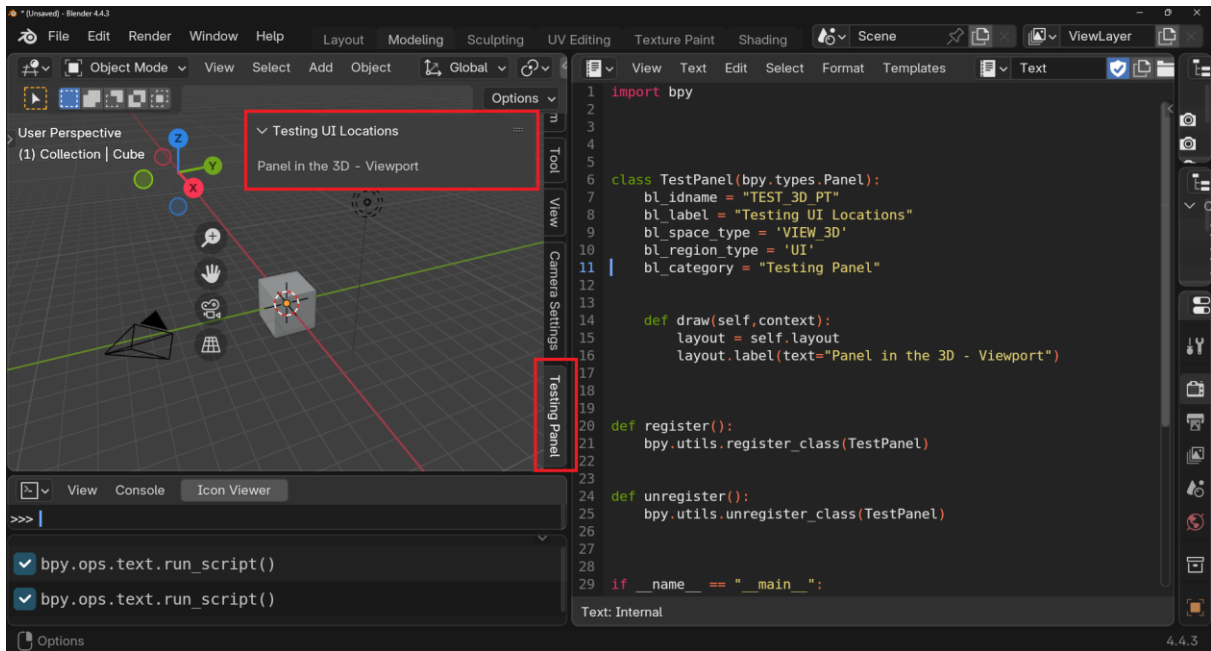 * (Unsaved) - Blender 4.4.3
File Edit Render Window Help Layout Modeling Sculpting UV Editing Texture Paint Shading Scene ViewLayer
Object Mode View Select Add Object Global
Options
User Perspective
(1) Collection | Cube
Z
Y
X
Testing UI Locations
Panel in the 3D - Viewport
Tool
View
Camera Settings
Testing Panel
View Console Icon Viewer
>>>
bpy.ops.text.run_script()
bpy.ops.text.run_script()
Options
View Text Edit Select Format Templates Text
1 import bpy
2
3
4
5
6 class TestPanel(bpy.types.Panel):
7 bl_idname = "TEST_3D_PT"
8 bl_label = "Testing UI Locations"
9 bl_space_type = 'VIEW_3D'
10 bl_region_type = 'UI'
11 bl_category = "Testing Panel"
12
13
14 def draw(self,context):
15 layout = self.layout
16 layout.label(text="Panel in the 3D - Viewport")
17
18
19
20 def register():
21 bpy.utils.register_class(TestPanel)
22
23
24 def unregister():
25 bpy.utils.unregister_class(TestPanel)
26
27
28
29 if __name__ == "__main__":
Text: Internal
4.4.3